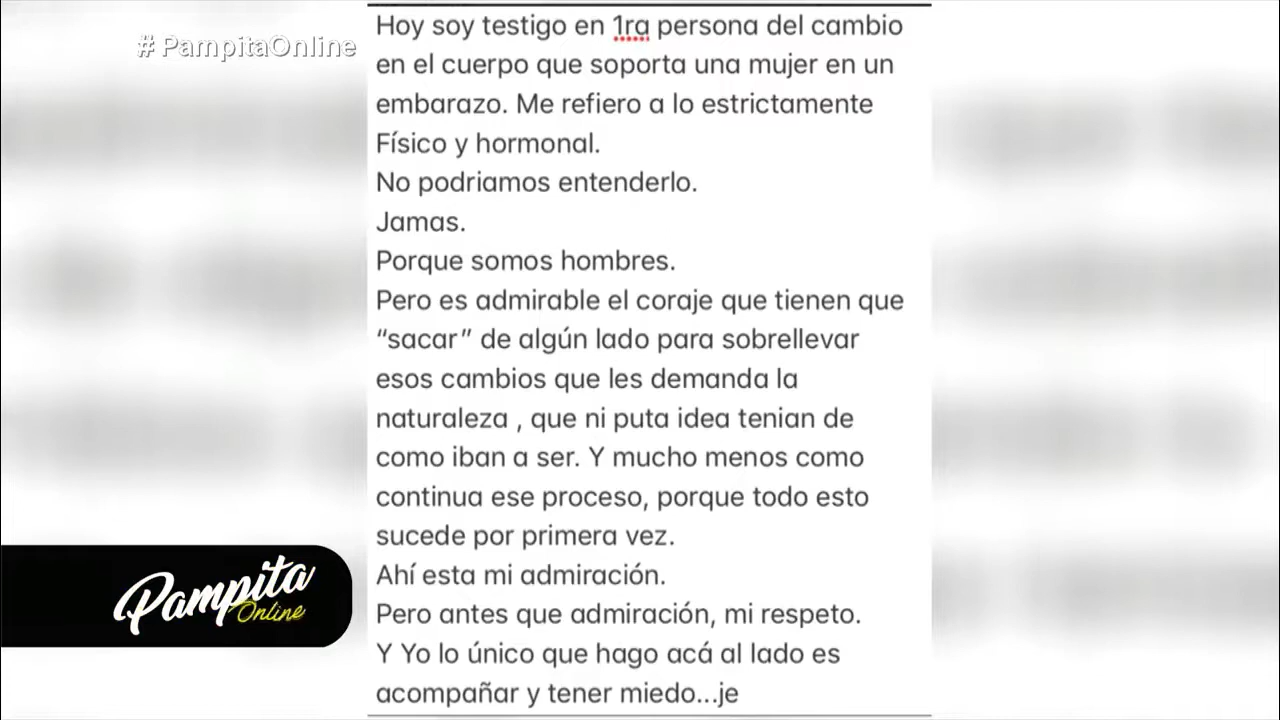 # PampitaOnline
Hoy soy testigo en 1ra persona del cambio
en el cuerpo que soporta una mujer en un
embarazo. Me refiero a lo estrictamente
Físico y hormonal.
No podriamos entenderlo.
Jamas.
Porque somos hombres.
Pero es admirable el coraje que tienen que
“sacar” de algún lado para sobrellevar
esos cambios que les demanda la
naturaleza , que ni puta idea tenian de
como iban a ser. Y mucho menos como
continua ese proceso, porque todo esto
sucede por primera vez.
Ahí esta mi admiración.
Pero antes que admiración, mi respeto.
Y Yo lo único que hago acá al lado es
acompañar y tener miedo...je
Pampita
Online